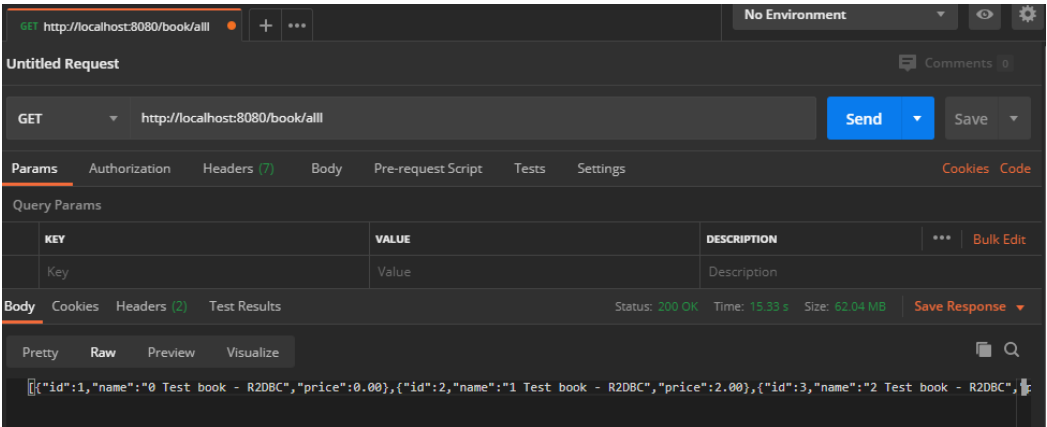 GET http://localhost:8080/book/alll
No Environment
Untitled Request
Comments 0
GET http://localhost:8080/book/alll Send Save
Params Authorization Headers (7) Body Pre-request Script Tests Settings Cookies Code
Query Params
KEY VALUE DESCRIPTION ••• Bulk Edit
Key Value Description
Body Cookies Headers (2) Test Results Status: 200 OK Time: 15.33 s Size: 62.04 MB Save Response
Pretty Raw Preview Visualize
[{"id":1,"name":"0 Test book - R2DBC","price":0.00},{"id":2,"name":"1 Test book - R2DBC","price":2.00},{"id":3,"name":"2 Test book - R2DBC","